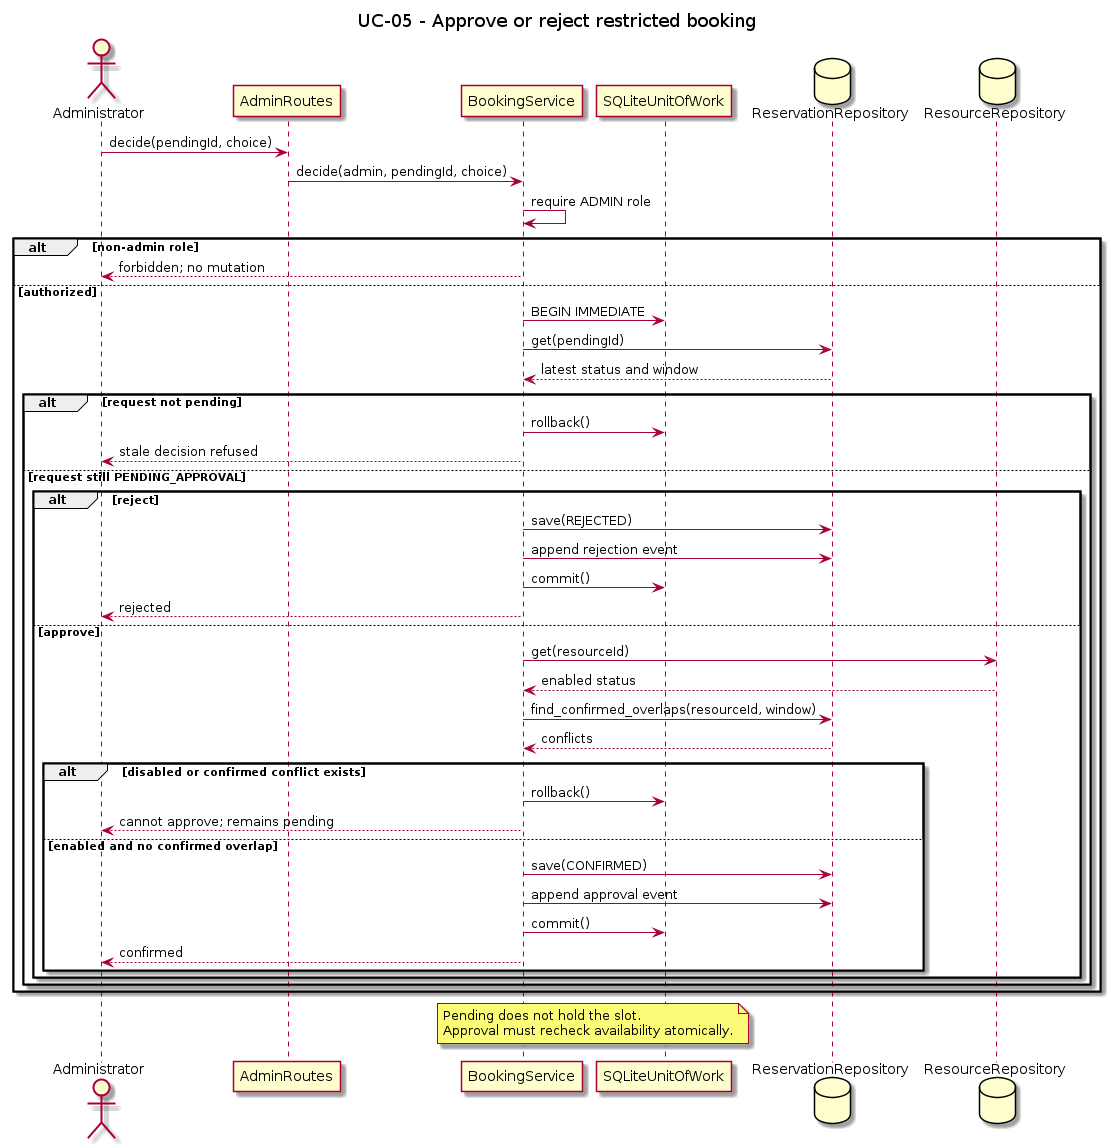 UC-05 - Approve or reject restricted booking
Administrator
AdminRoutes
BookingService
SQLiteUnitOfWork
ReservationRepository
ResourceRepository
decide(pendingId, choice)
decide(admin, pendingId, choice)
require ADMIN role
alt
[non-admin role]
forbidden; no mutation
[authorized]
BEGIN IMMEDIATE
get(pendingId)
latest status and window
alt
[request not pending]
rollback()
stale decision refused
[request still PENDING_APPROVAL]
alt
[reject]
save(REJECTED)
append rejection event
commit()
rejected
[approve]
get(resourceId)
enabled status
find_confirmed_overlaps(resourceId, window)
conflicts
alt
[disabled or confirmed conflict exists]
rollback()
cannot approve; remains pending
[enabled and no confirmed overlap]
save(CONFIRMED)
append approval event
commit()
confirmed
Pending does not hold the slot.
Approval must recheck availability atomically.
Administrator
AdminRoutes
BookingService
SQLiteUnitOfWork
ReservationRepository
ResourceRepository